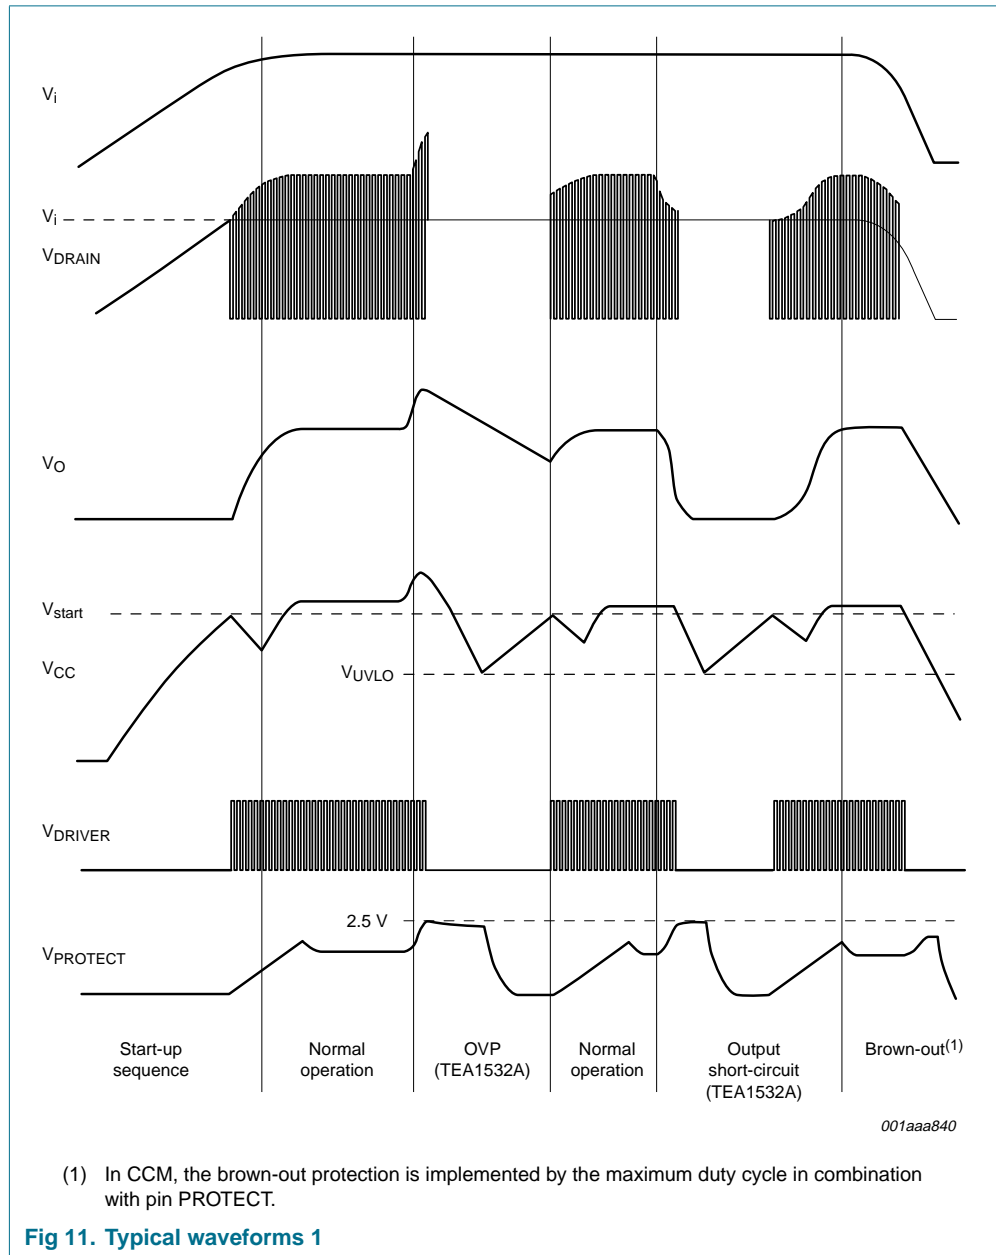 Vi
Vi
VDRAIN
VO
Vstart
VCC
VUVLO
VDRIVER
2.5 V
VPROTECT
Start-up
sequence
Normal
operation
OVP
(TEA1532A)
Normal
operation
Output
short-circuit
(TEA1532A)
Brown-out(1)
001aaa840
(1) In CCM, the brown-out protection is implemented by the maximum duty cycle in combination
with pin PROTECT.
Fig 11. Typical waveforms 1